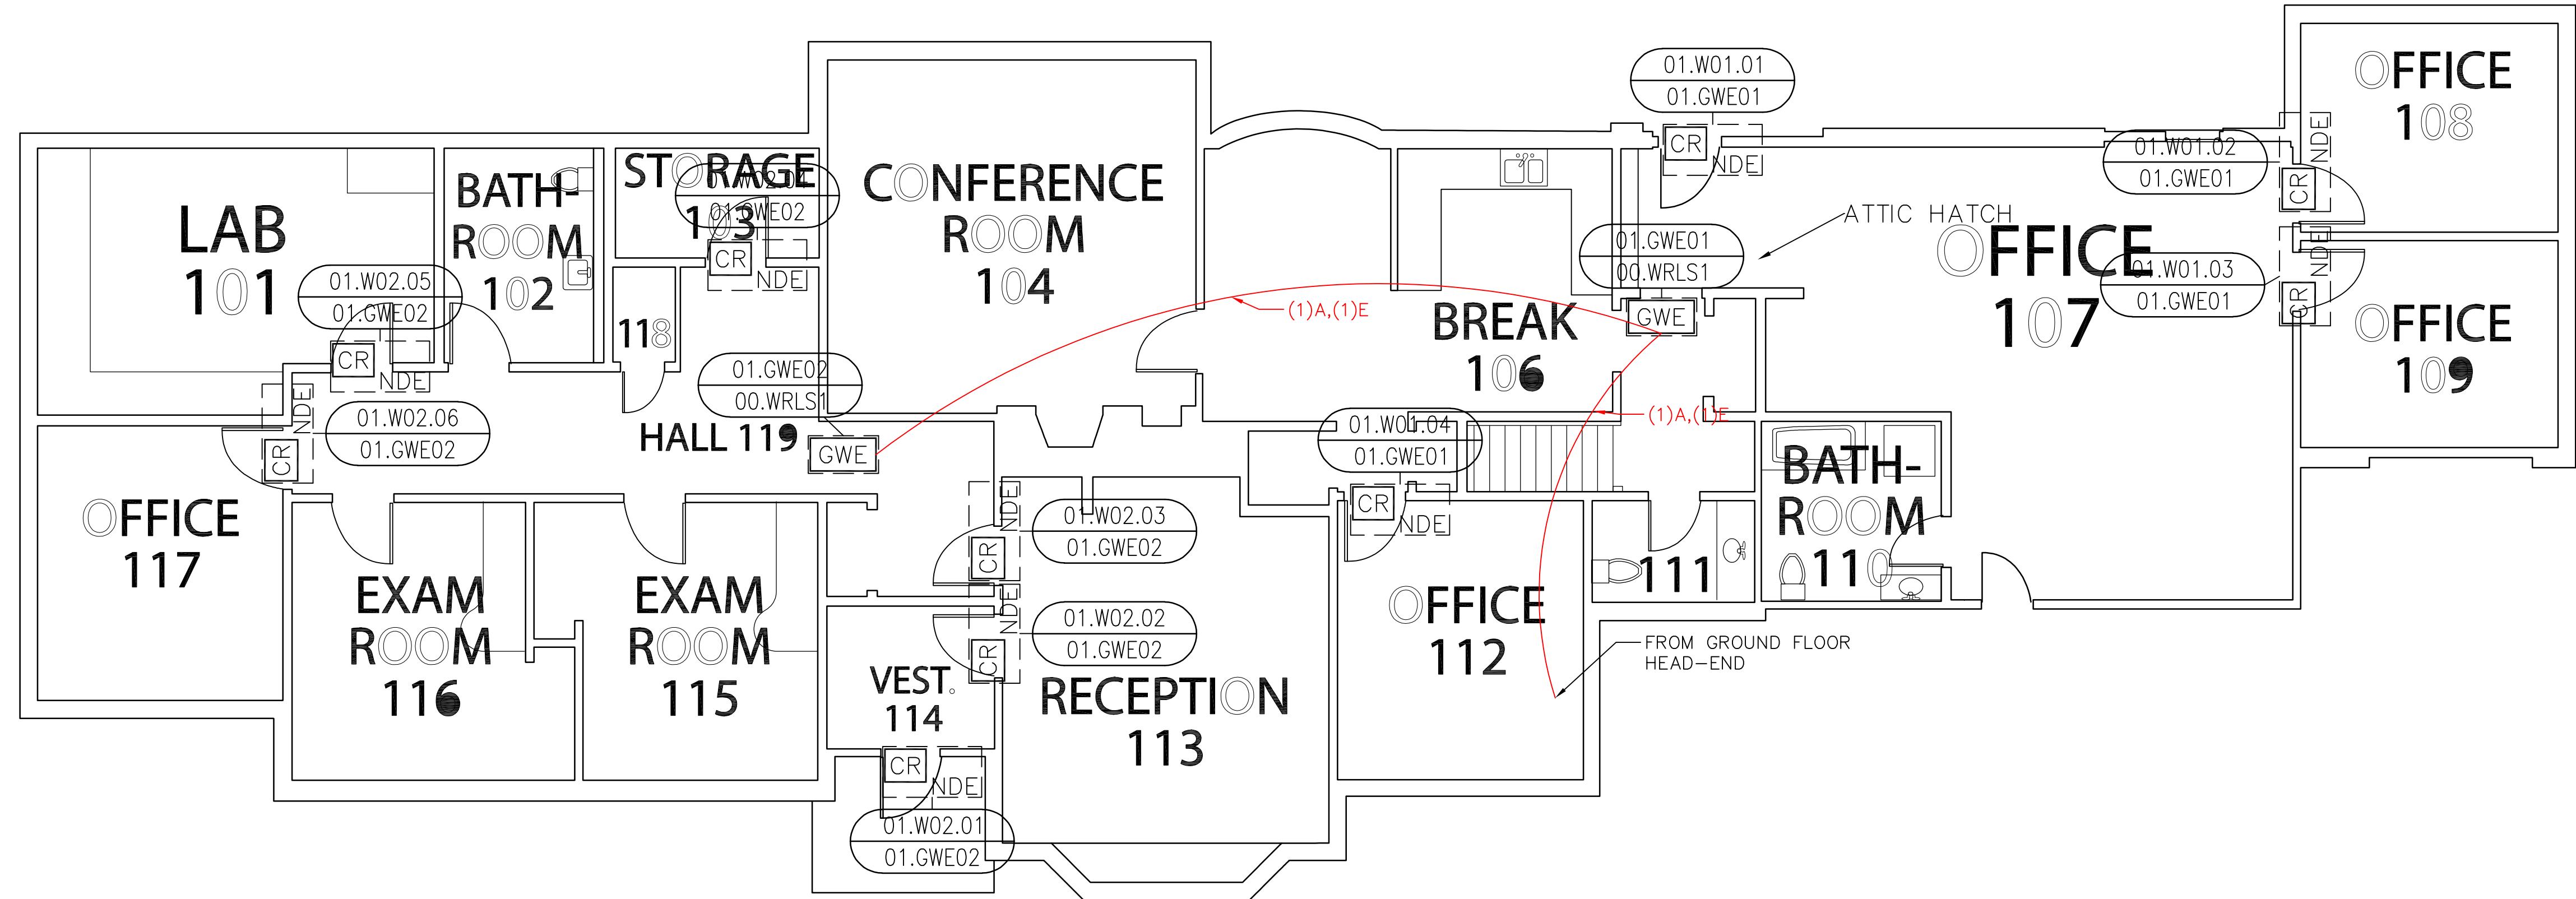 LAB
101
01.W02.05
01.GWE02
CR
NDE
BATH-
ROOM
102
STORAGE
103
01.W02.04
01.GWE02
CR
NDE
118
CONFERENCE
ROOM
104
(1)A,(1)E
BREAK
106
01.W01.01
01.GWE01
CR
NDE
ATTIC HATCH
01.GWE01
00.WRLS1
GWE
(1)A,(1)E
OFFICE
107
01.W01.02
01.GWE01
CR
NDE
01.W01.03
01.GWE01
CR
NDE
OFFICE
108
OFFICE
109
01.GWE02
00.WRLS1
GWE
HALL 119
01.W02.06
01.GWE02
CR
NDE
OFFICE
117
EXAM
ROOM
116
EXAM
ROOM
115
01.W02.03
01.GWE02
CR
NDE
01.W02.02
01.GWE02
CR
NDE
VEST.
114
CR
NDE
01.W02.01
01.GWE02
RECEPTION
113
01.W01.04
01.GWE01
CR
NDE
OFFICE
112
111
BATH-
ROOM
110
FROM GROUND FLOOR
HEAD-END